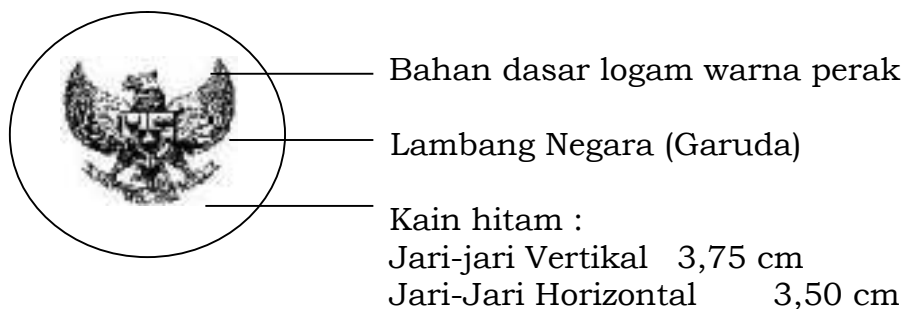 Bahan dasar logam warna perak
Lambang Negara (Garuda)
Kain hitam :
Jari-jari Vertikal 3,75 cm
Jari-Jari Horizontal 3,50 cm